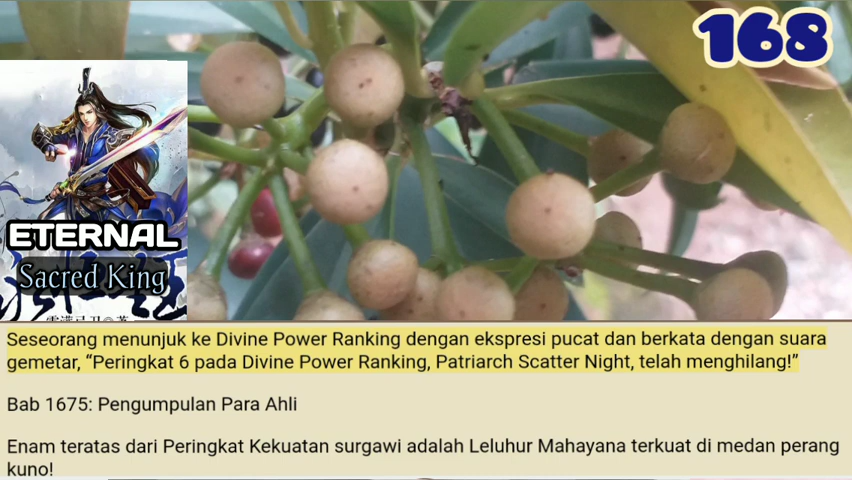 168
ETERNAL
Sacred King
Seseorang menunjuk ke Divine Power Ranking dengan ekspresi pucat dan berkata dengan suara
gemetar, “Peringkat 6 pada Divine Power Ranking, Patriarch Scatter Night, telah menghilang!”
Bab 1675: Pengumpulan Para Ahli
Enam teratas dari Peringkat Kekuatan surgawi adalah Leluhur Mahayana terkuat di medan perang
kuno!